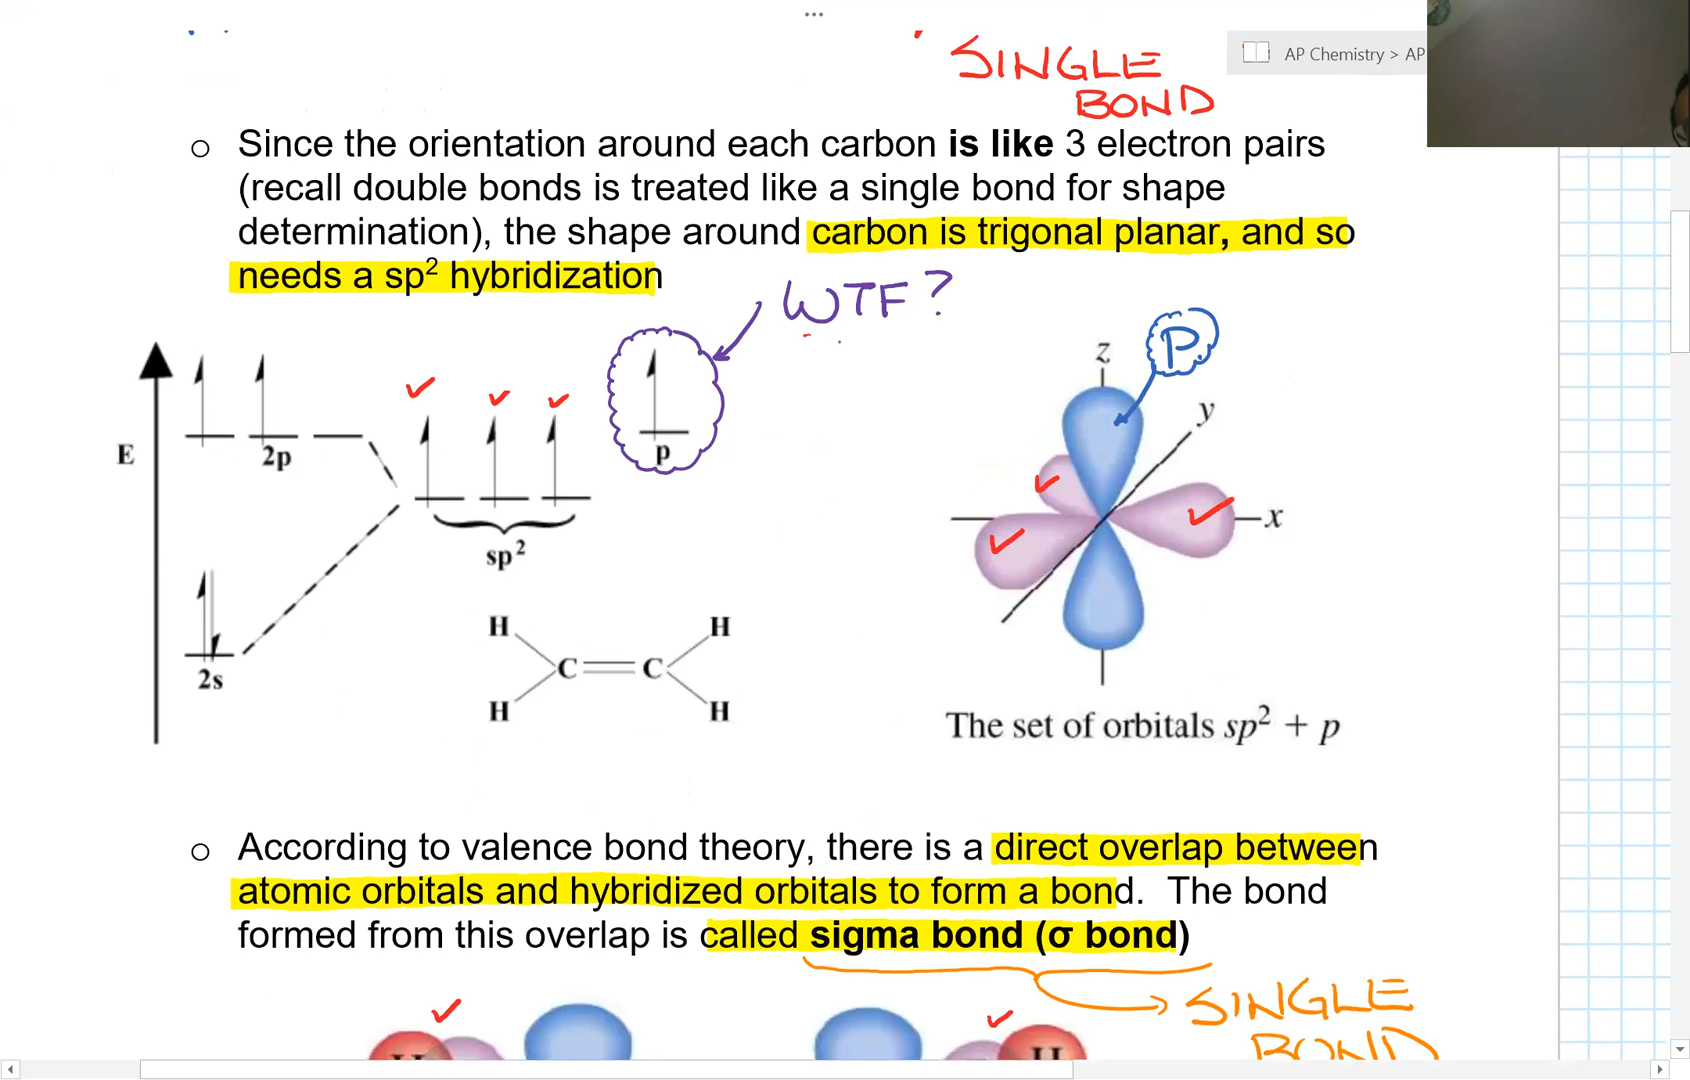 ...
SINGLE
BOND
AP Chemistry > AP
o Since the orientation around each carbon is like 3 electron pairs
(recall double bonds is treated like a single bond for shape
determination), the shape around carbon is trigonal planar, and so
needs a sp² hybridization
WTF?
P
z
y
E
2p
p
x
sp²
H H
C C
2s
H H
The set of orbitals sp² + p
o According to valence bond theory, there is a direct overlap between
atomic orbitals and hybridized orbitals to form a bond. The bond
formed from this overlap is called sigma bond (σ bond)
SINGLE
BOND